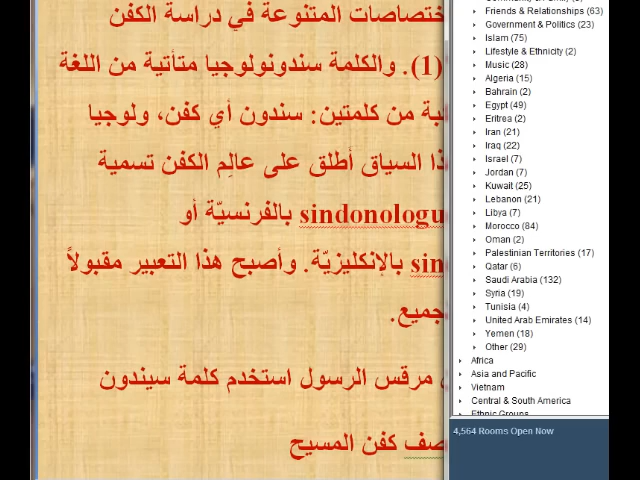 ختصاصات المتنوعة في دراسة الكفن
(1). والكلمة سندونولوجيا متأتية من اللغة
بة من كلمتين: سندون أي كفن، ولوجيا
ذا السياق أطلق على عالِم الكفن تسمية
sindonologu بالفرنسيّة أو
sin بالإنكليزيّة. وأصبح هذا التعبير مقبولاً
جميع.
مرقس الرسول استخدم كلمة سيندون
صف كفن المسيح
Friends & Relationships (63)
Government & Politics (23)
Islam (75)
Lifestyle & Ethnicity (2)
Music (28)
Algeria (15)
Bahrain (2)
Egypt (49)
Eritrea (2)
Iran (21)
Iraq (22)
Israel (7)
Jordan (7)
Kuwait (25)
Lebanon (21)
Libya (7)
Morocco (84)
Oman (2)
Palestinian Territories (17)
Qatar (6)
Saudi Arabia (132)
Syria (19)
Tunisia (4)
United Arab Emirates (14)
Yemen (18)
Other (29)
Africa
Asia and Pacific
Vietnam
Central & South America
Ethnic Groups
4,564 Rooms Open Now